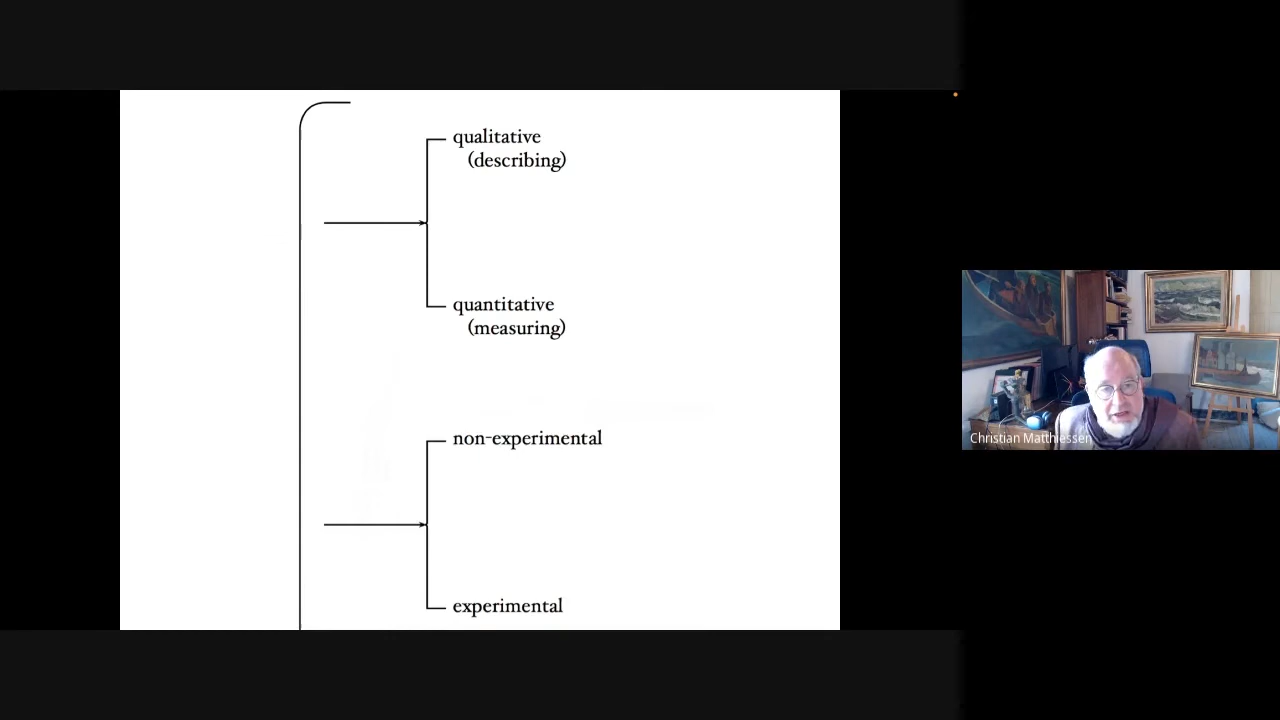 qualitative
(describing)
quantitative
(measuring)
non-experimental
experimental
Christian Matthiessen